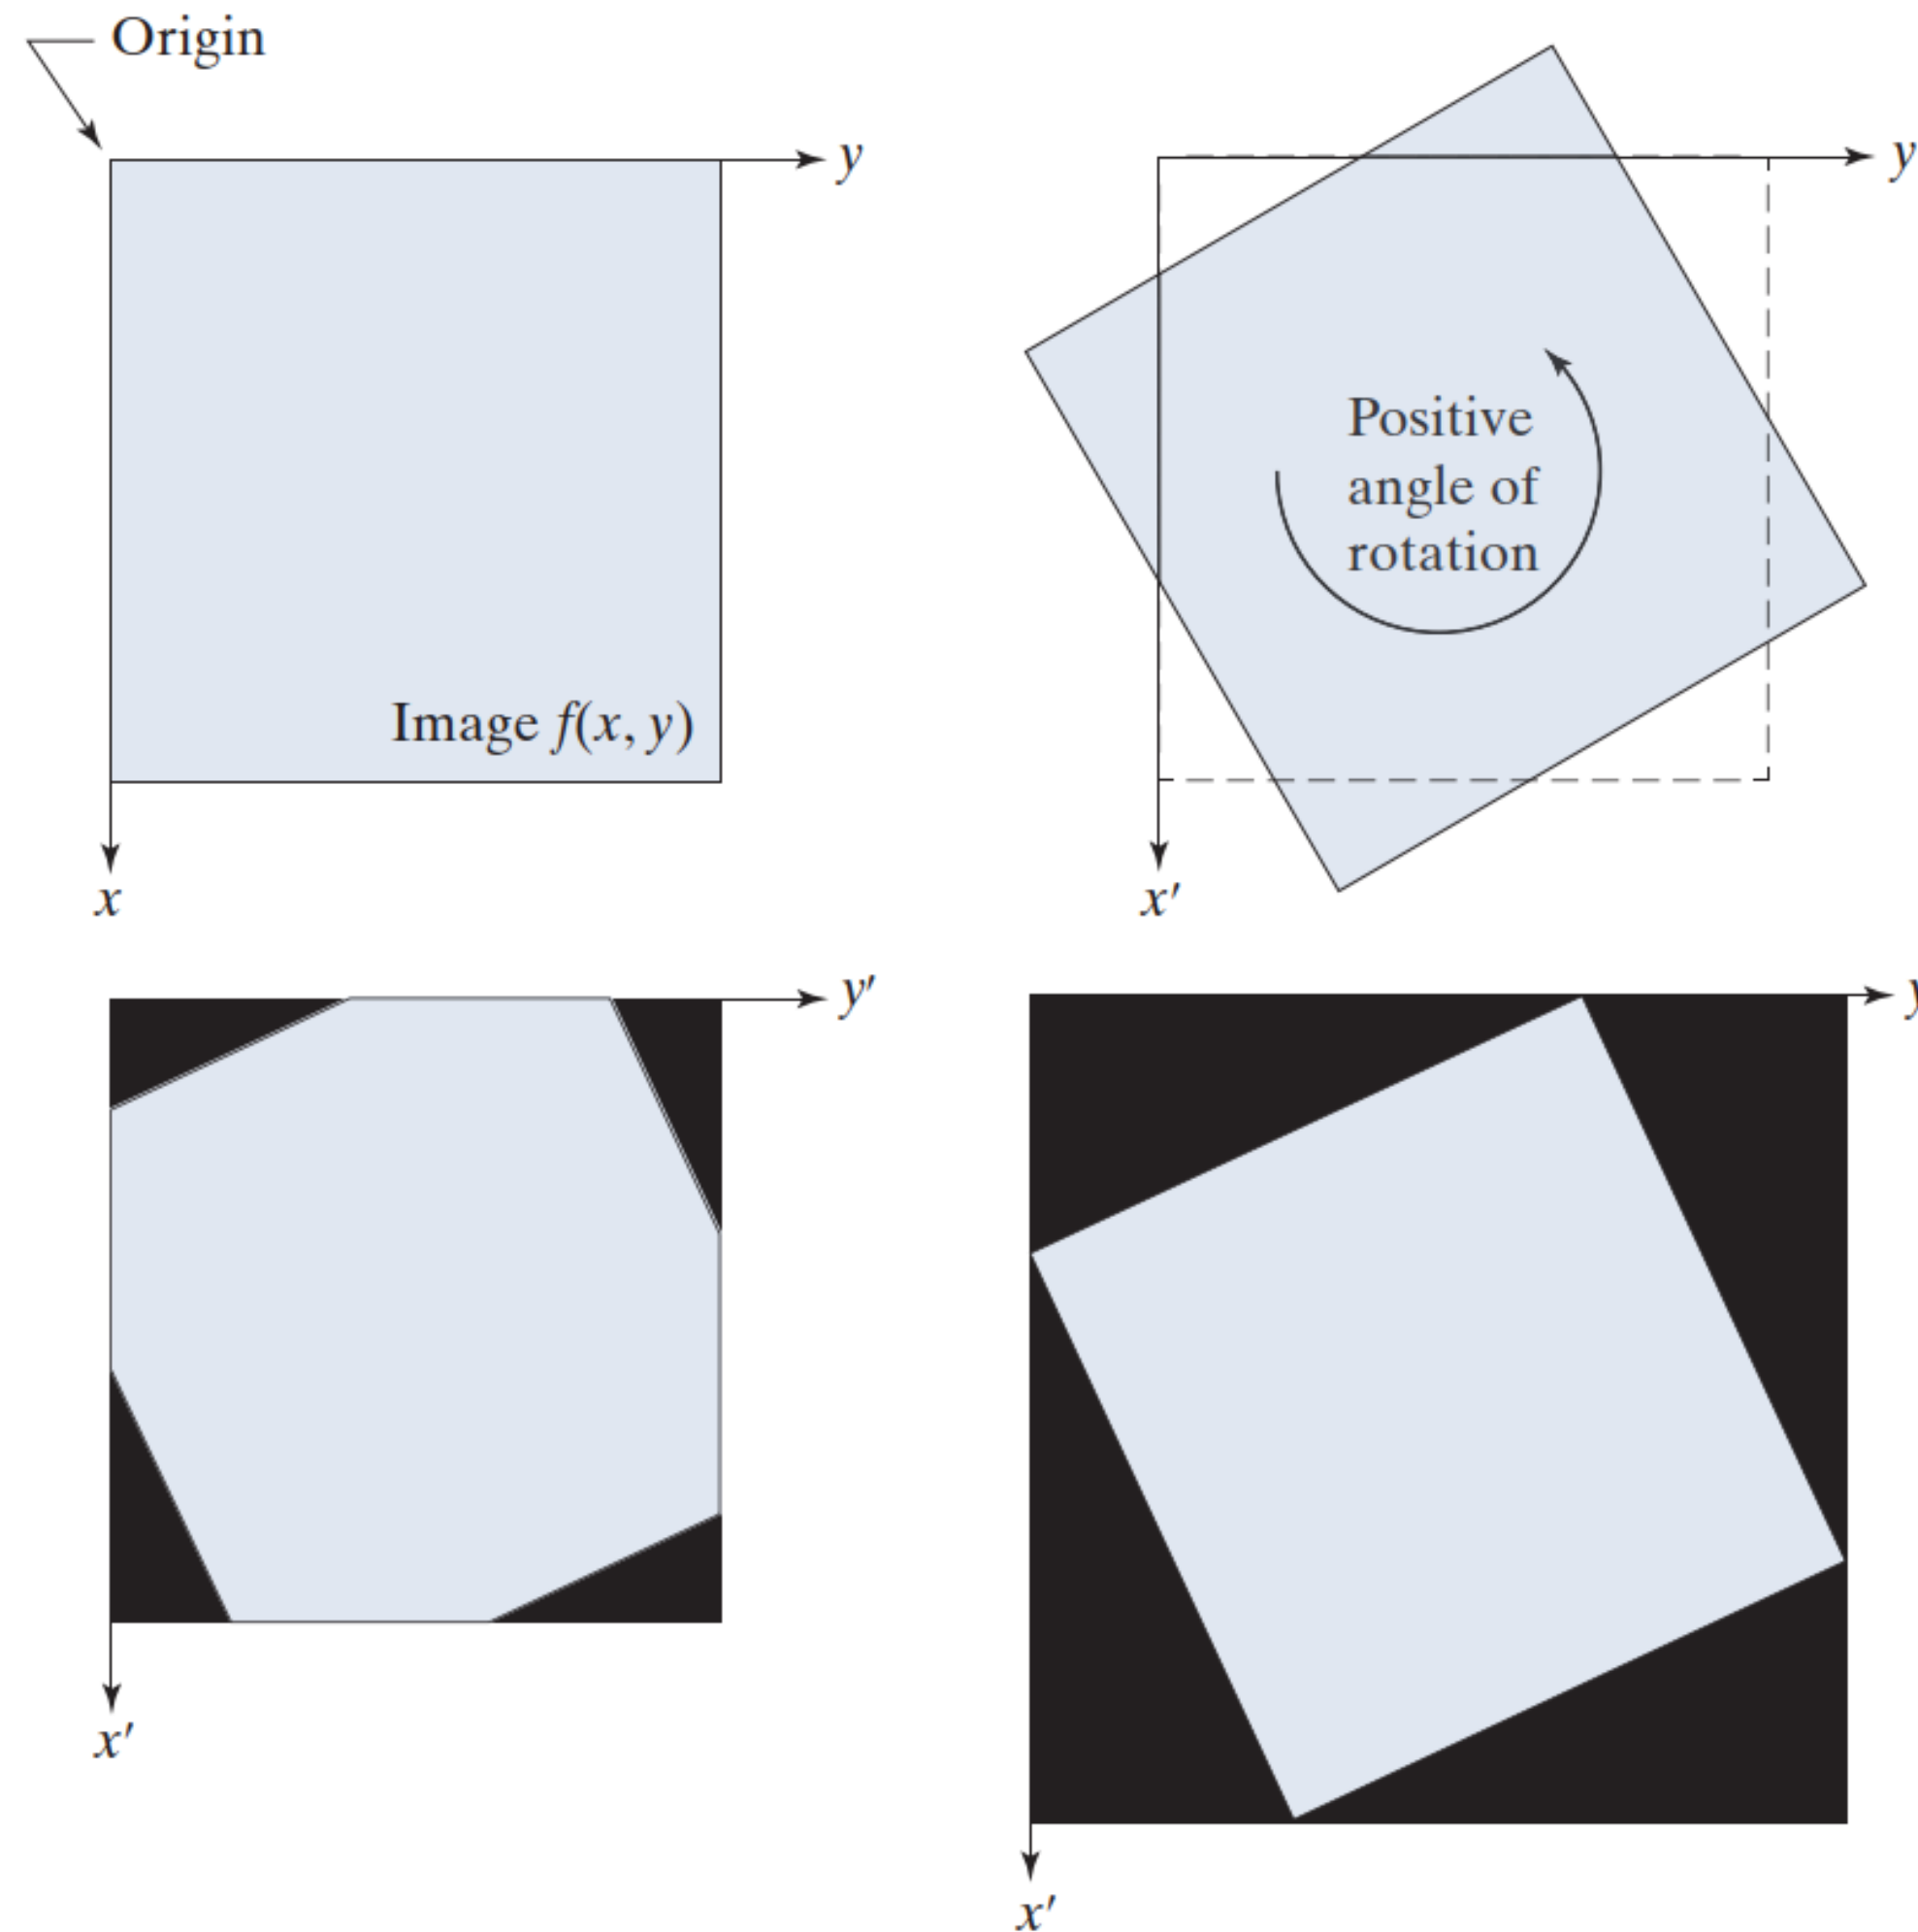 Origin
y
y
Image f(x, y)
Positive
angle of
rotation
x
x′
y′
x′
x′